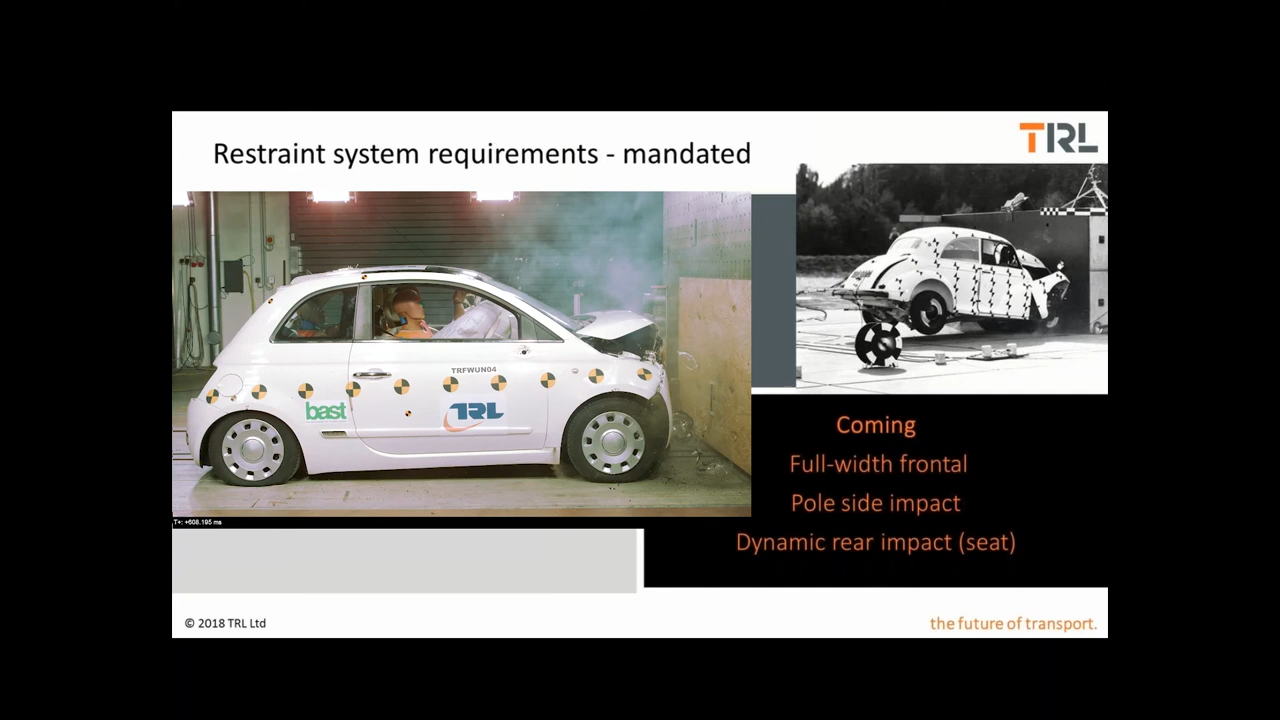 Restraint system requirements - mandated
TRL
TRFWUN04
bast
TRL
T+: +608.195 ms
Coming
Full-width frontal
Pole side impact
Dynamic rear impact (seat)
© 2018 TRL Ltd
the future of transport.